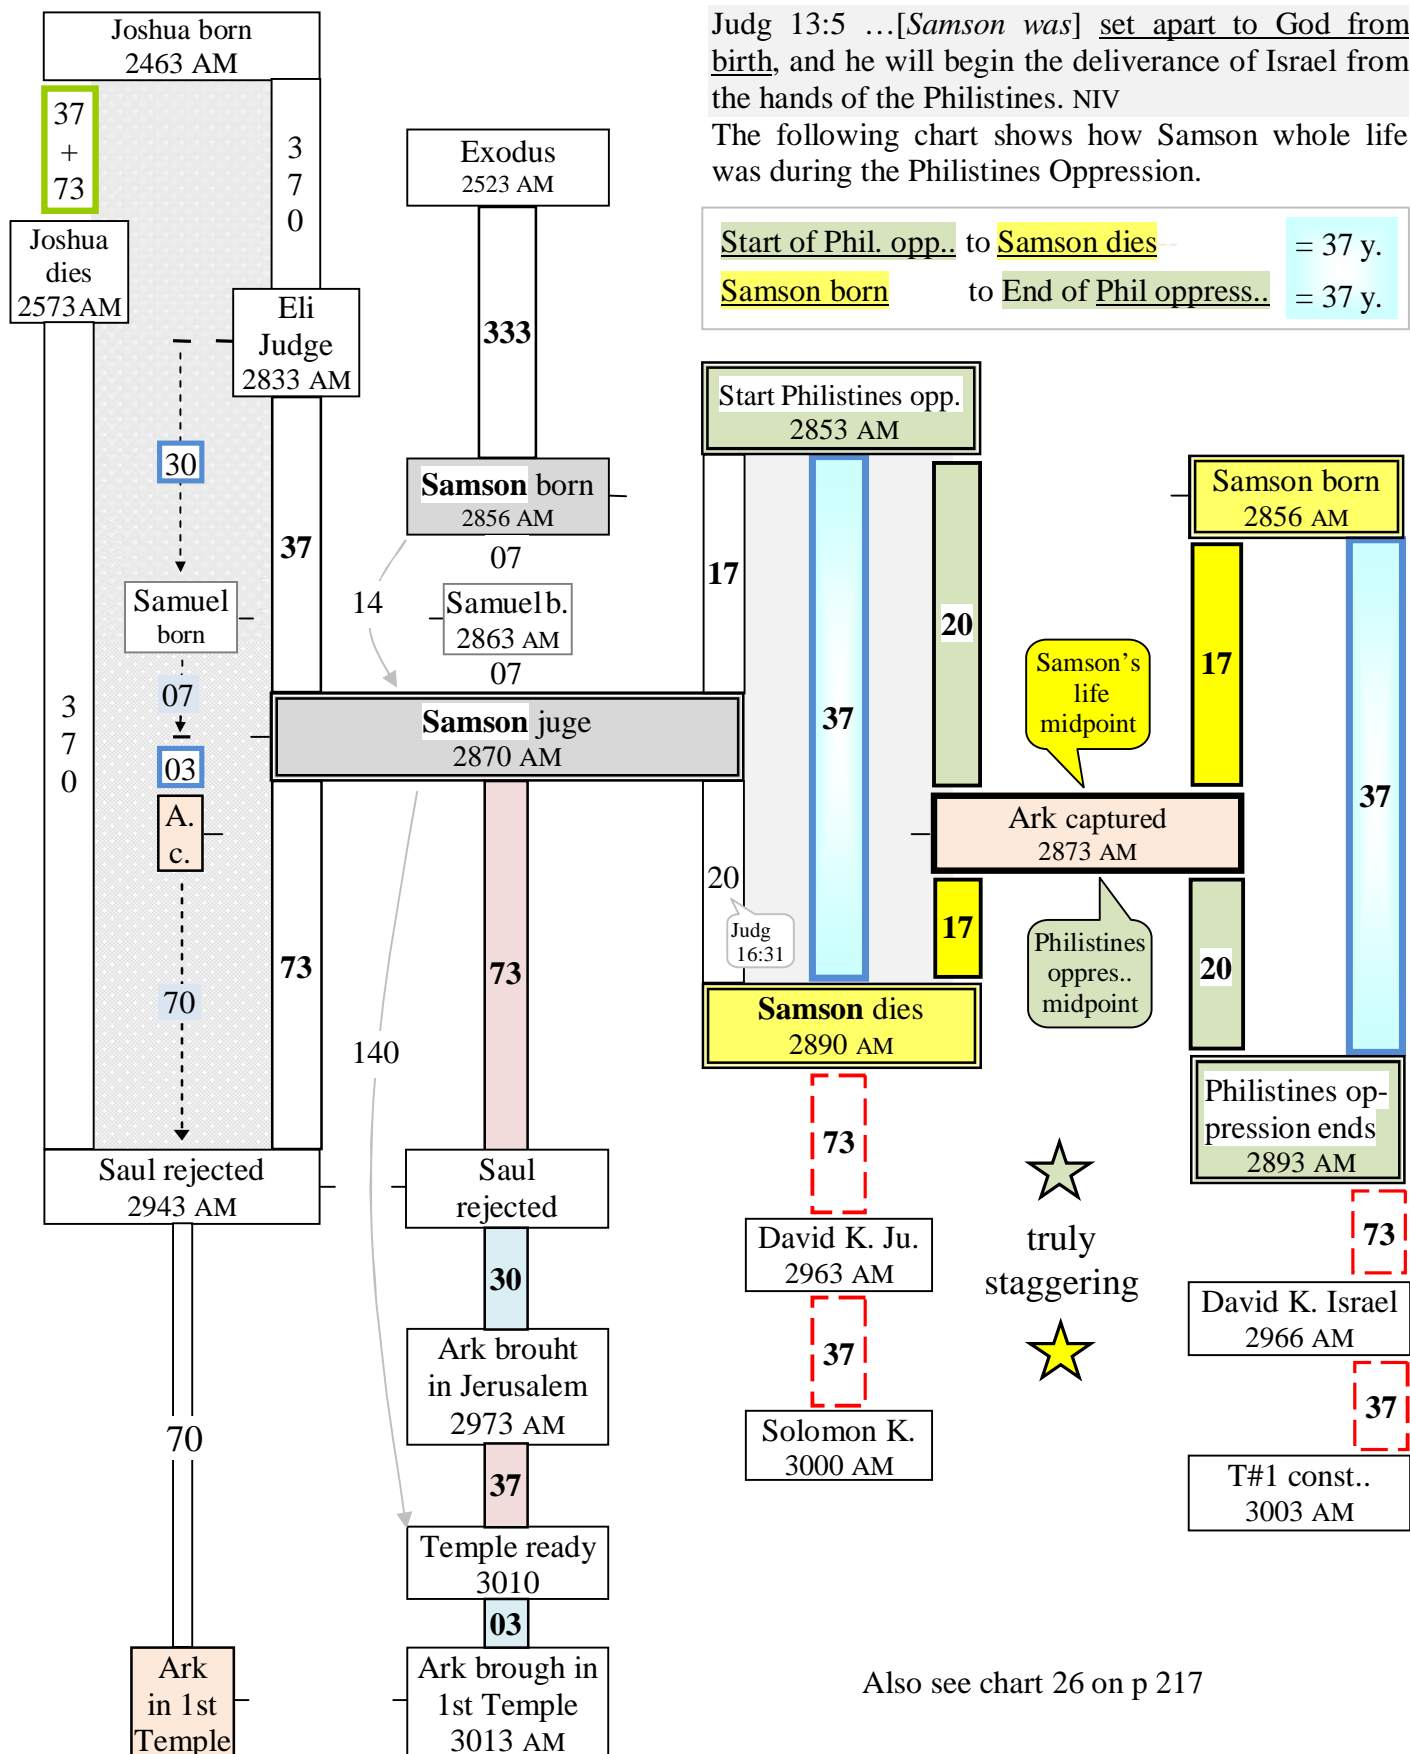 Joshua born
2463 AM
37
+
73
3
7
0
Joshua
dies
2573 AM
Eli
Judge
2833 AM
30
37
Samuel
born
07
03
A.
c.
3
7
0
70
73
Saul rejected
2943 AM
70
Ark
in 1st
Temple
Exodus
2523 AM
333
Samson born
2856 AM
07
14
Samuel b.
2863 AM
07
Samson juge
2870 AM
73
140
Saul
rejected
30
Ark brouht
in Jerusalem
2973 AM
37
Temple ready
3010
03
Ark brough in
1st Temple
3013 AM
Judg 13:5 …[Samson was] set apart to God from
birth, and he will begin the deliverance of Israel from
the hands of the Philistines. NIV
The following chart shows how Samson whole life
was during the Philistines Oppression.
Start of Phil. opp.. to Samson dies = 37 y.
Samson born to End of Phil oppress.. = 37 y.
Start Philistines opp.
2853 AM
17
37
20
20
Judg
16:31
17
Samson dies
2890 AM
73
David K. Ju.
2963 AM
37
Solomon K.
3000 AM
Samson’s
life
midpoint
Ark captured
2873 AM
Philistines
oppres..
midpoint
truly
staggering
Samson born
2856 AM
17
37
20
Philistines op-
pression ends
2893 AM
73
David K. Israel
2966 AM
37
T#1 const..
3003 AM
Also see chart 26 on p 217